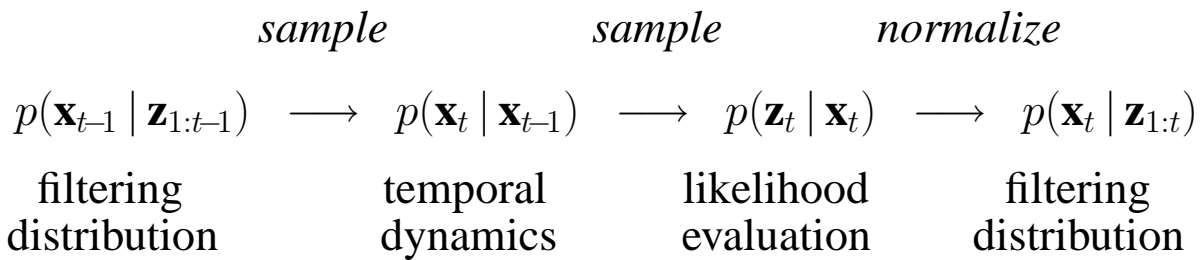 sample sample normalize
p(x_{t–1} | z_{1:t–1}) ⟶ p(x_t | x_{t–1}) ⟶ p(z_t | x_t) ⟶ p(x_t | z_{1:t})
filtering temporal likelihood filtering
distribution dynamics evaluation distribution